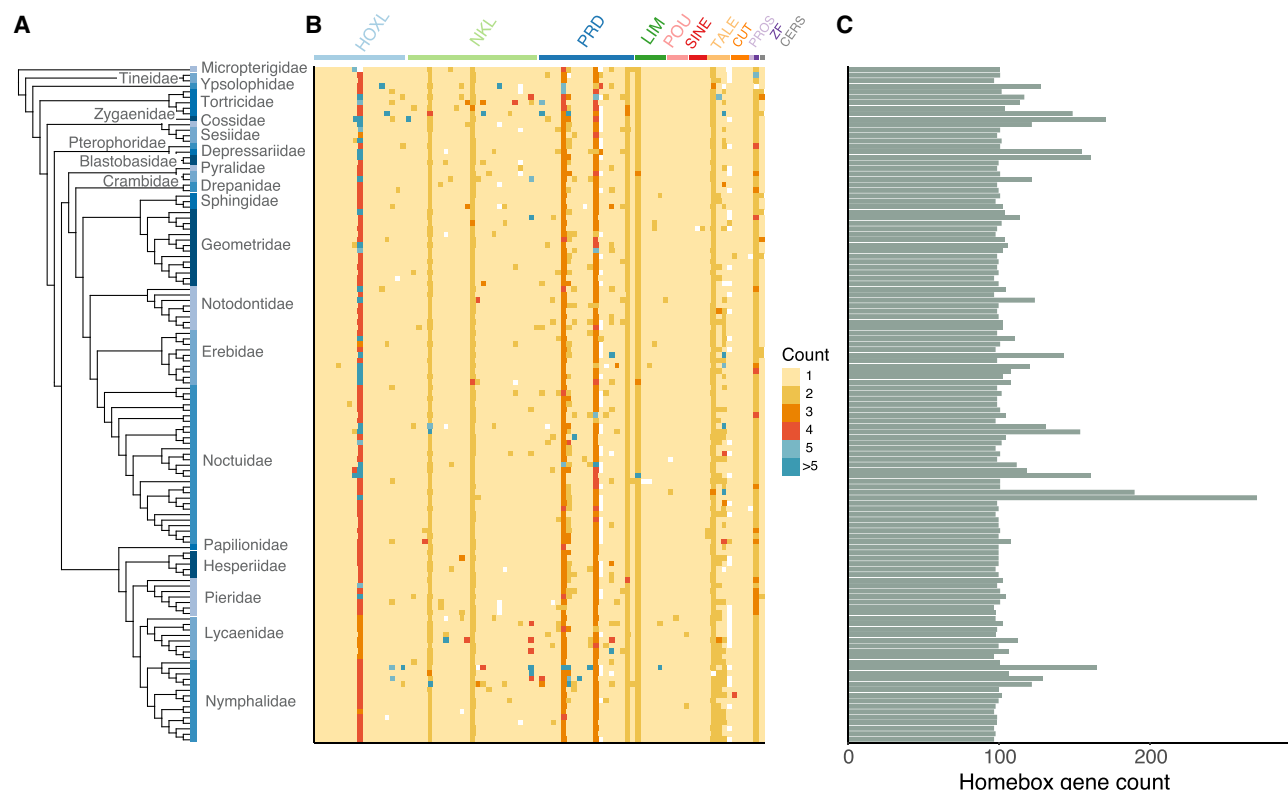 A
B
C
HOXL
NKL
PRD
LIM
POU
SINE
TALE
CUT
PROS
ZF
CERS
Micropterigidae
Tineidae
Ypsolophidae
Tortricidae
Zygaenidae
Cossidae
Sesiidae
Pterophoridae
Depressariidae
Blastobasidae
Pyralidae
Crambidae
Drepanidae
Sphingidae
Geometridae
Notodontidae
Erebidae
Noctuidae
Papilionidae
Hesperiidae
Pieridae
Lycaenidae
Nymphalidae
Count
1
2
3
4
5
>5
0
100
200
Homebox gene count